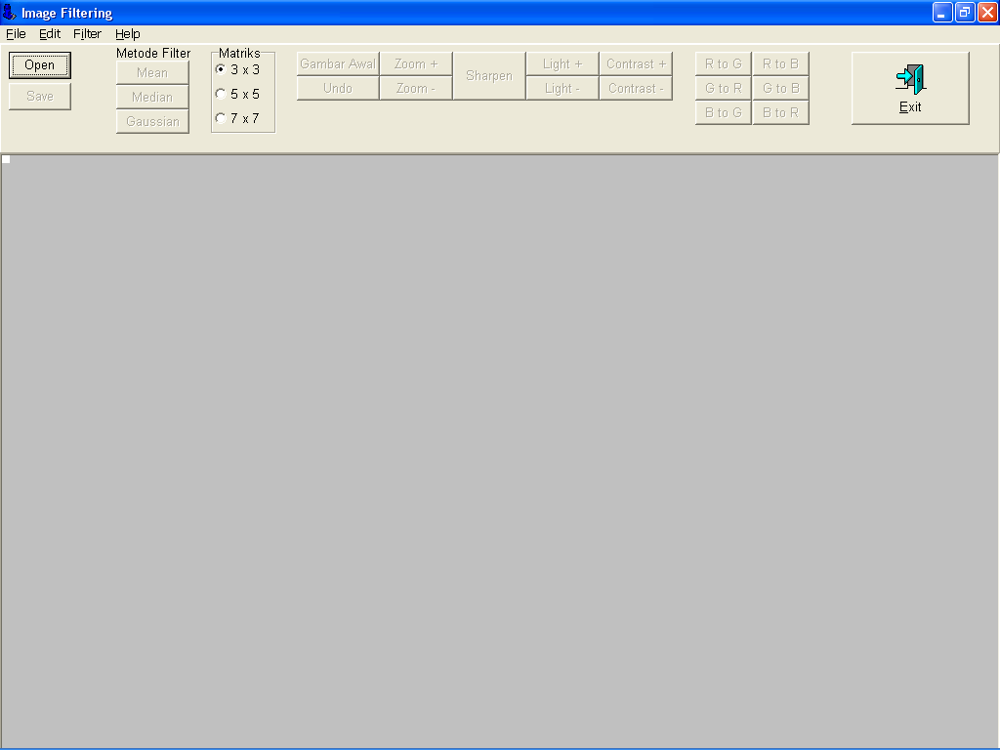 Image Filtering
File Edit Filter Help
Open
Save
Metode Filter
Mean
Median
Gaussian
Matriks
3 x 3
5 x 5
7 x 7
Gambar Awal Zoom + Sharpen Light + Contrast +
Undo Zoom - Light - Contrast -
R to G R to B
G to R G to B
B to G B to R
Exit